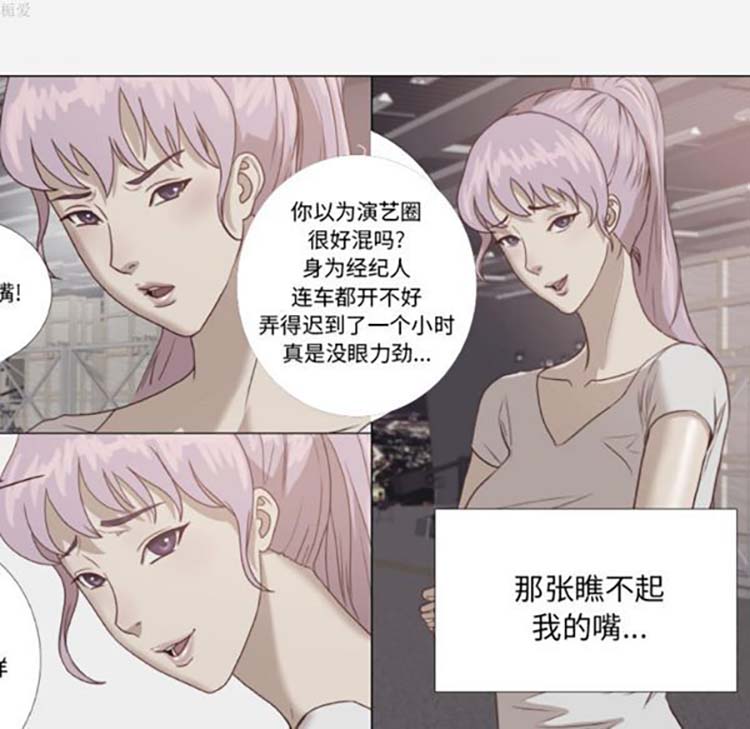 栀爱
嘴!
你以为演艺圈
很好混吗?
身为经纪人
连车都开不好
弄得迟到了一个小时
真是没眼力劲...
那张瞧不起
我的嘴...